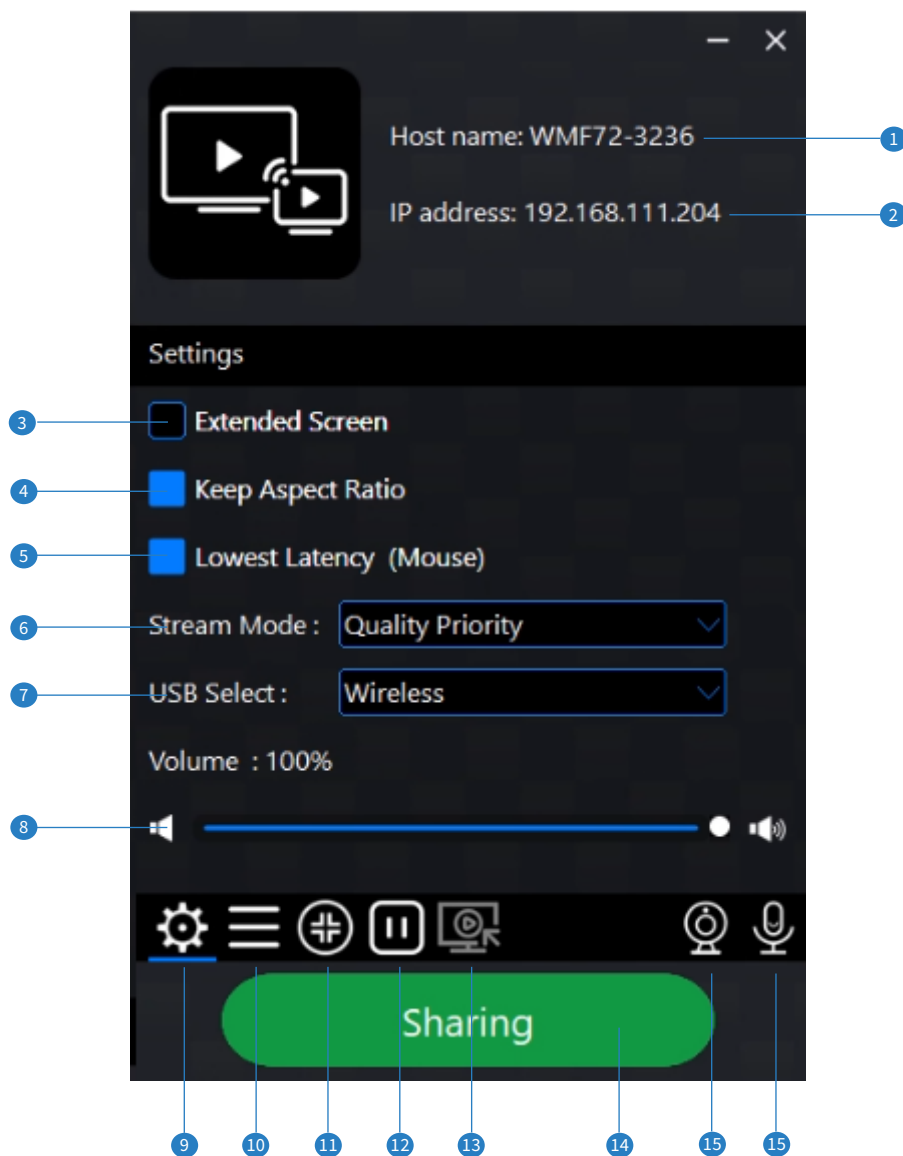 Host name: WMF72-3236
1
IP address: 192.168.111.204
2
Settings
3
Extended Screen
4
Keep Aspect Ratio
5
Lowest Latency (Mouse)
6
Stream Mode : Quality Priority
7
USB Select : Wireless
Volume : 100%
8
Sharing
9 10 11 12 13 14 15 15